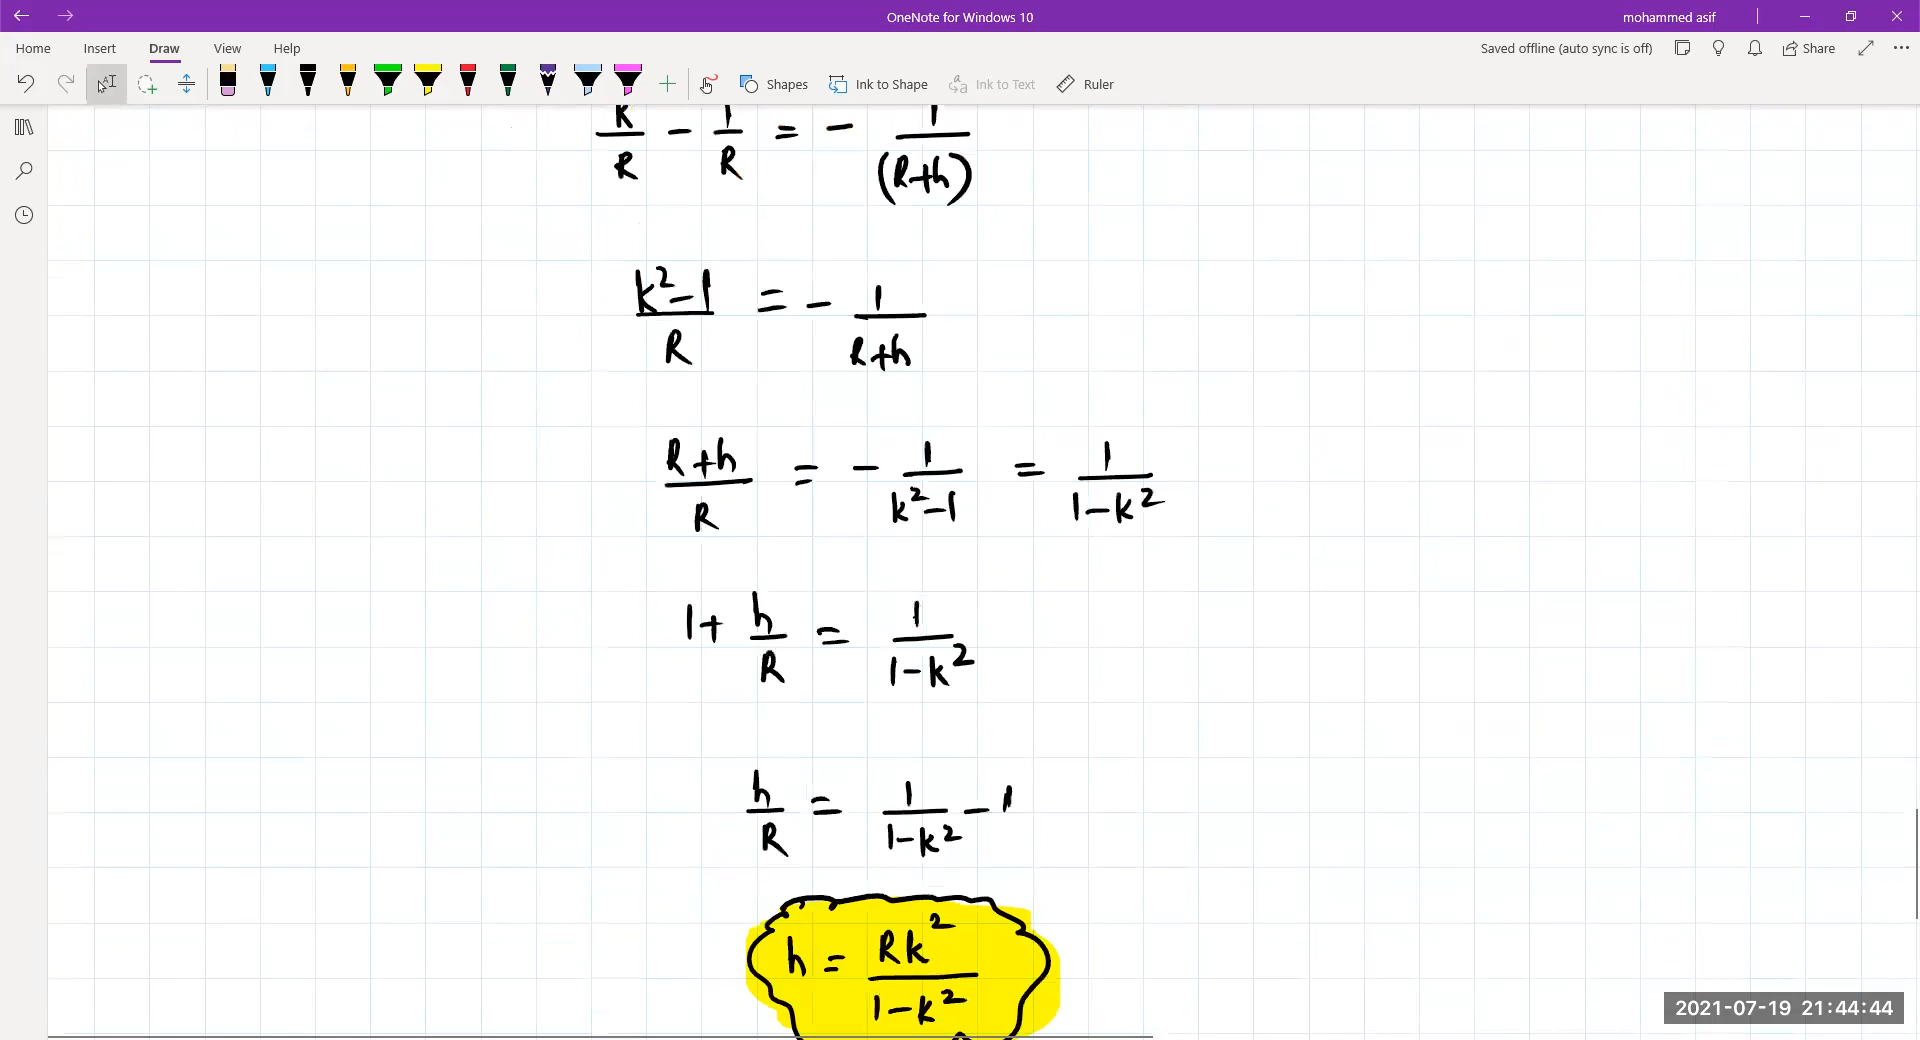 OneNote for Windows 10
mohammed asif
Home Insert Draw View Help
Saved offline (auto sync is off) Share
Shapes Ink to Shape Ink to Text Ruler
k/R - 1/R = - 1/(R+h)
(k²-1)/R = - 1/(R+h)
(R+h)/R = - 1/(k²-1) = 1/(1-k²)
1 + h/R = 1/(1-k²)
h/R = 1/(1-k²) - 1
h = Rk²/(1-k²)
2021-07-19 21:44:44